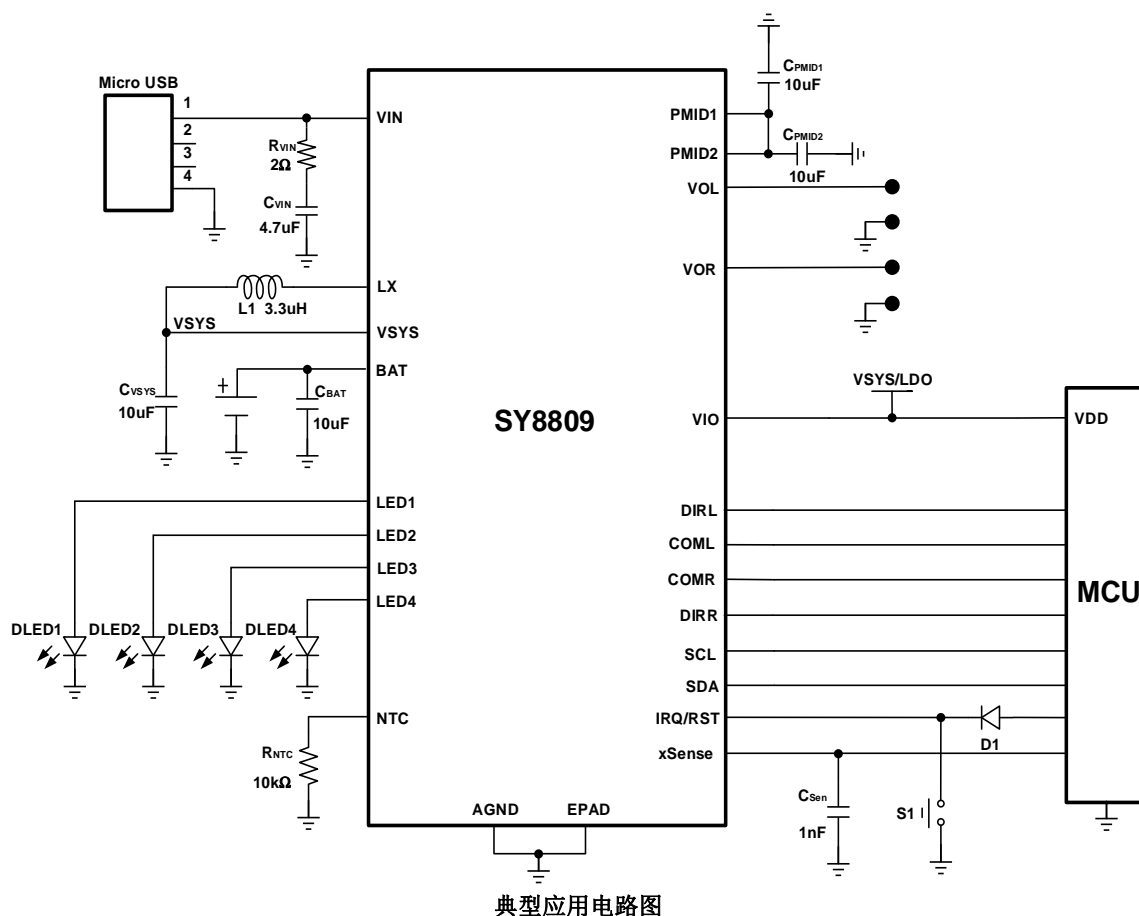 Micro USB
1
2
3
4
VIN
RVIN
2Ω
CVIN
4.7uF
LX
L1 3.3uH
VSYS
VSYS
BAT
CVSYS
10uF
+
CBAT
10uF
LED1
LED2
LED3
LED4
DLED1
DLED2
DLED3
DLED4
NTC
RNTC
10kΩ
AGND
EPAD
SY8809
CPMID1
10uF
PMID1
CPMID2
PMID2
10uF
VOL
VOR
VSYS/LDO
VIO
VDD
DIRL
COML
COMR
DIRR
SCL
SDA
IRQ/RST
D1
xSense
CSen
1nF
S1
MCU
典型应用电路图